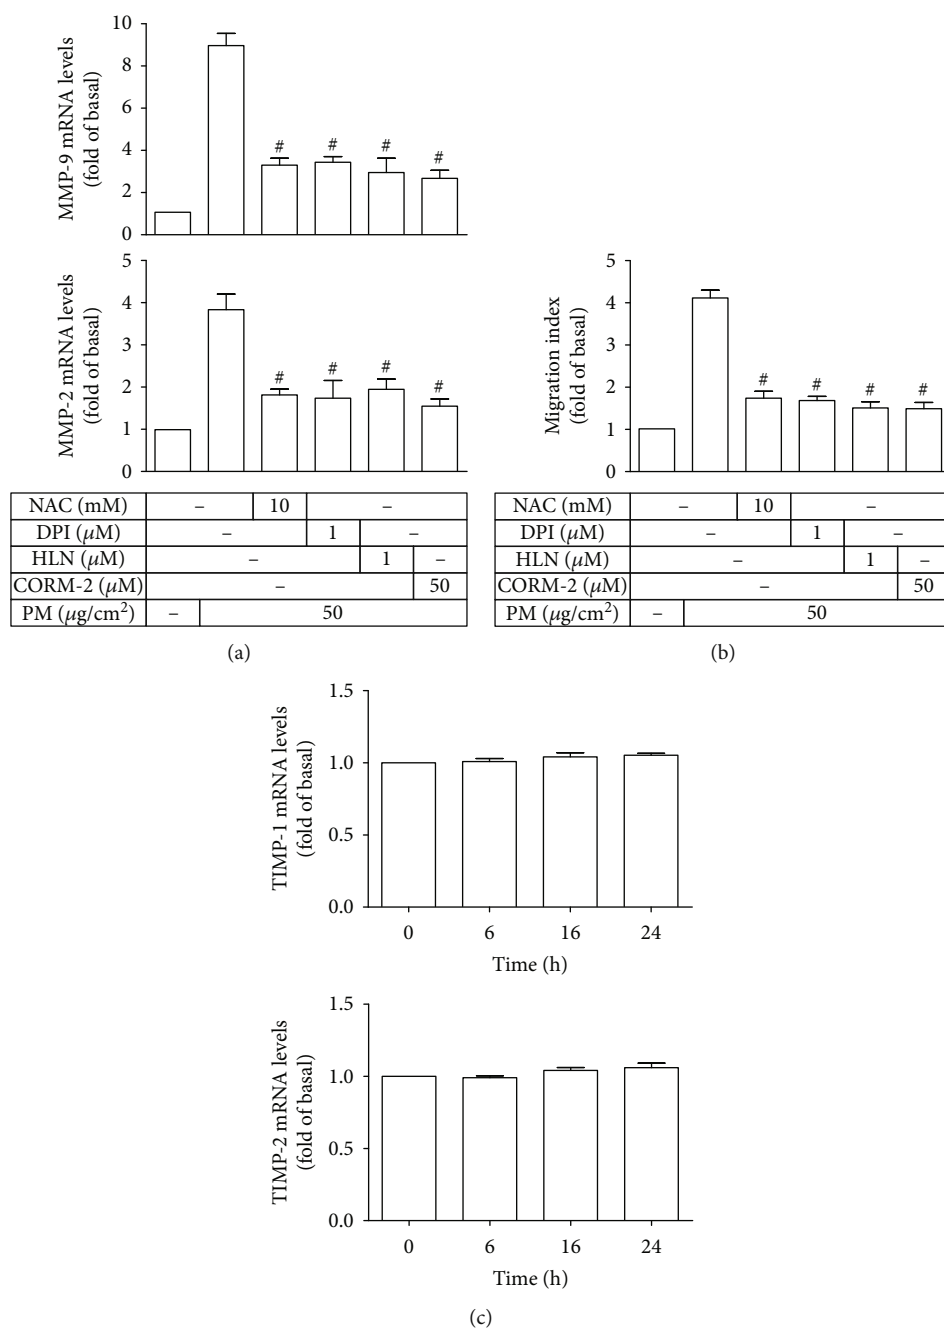 MMP-9 mRNA levels
(fold of basal)
10
8
6
4
2
0
# # # #
MMP-2 mRNA levels
(fold of basal)
5
4
3
2
1
0
# # # #
NAC (mM) – 10 –
DPI (μM) – 1 –
HLN (μM) – 1 –
CORM-2 (μM) – 50
PM (μg/cm²) – 50
(a)
Migration index
(fold of basal)
5
4
3
2
1
0
# # # #
NAC (mM) – 10 –
DPI (μM) – 1 –
HLN (μM) – 1 –
CORM-2 (μM) – 50
PM (μg/cm²) – 50
(b)
TIMP-1 mRNA levels
(fold of basal)
1.5
1.0
0.5
0.0
0 6 16 24
Time (h)
TIMP-2 mRNA levels
(fold of basal)
1.5
1.0
0.5
0.0
0 6 16 24
Time (h)
(c)